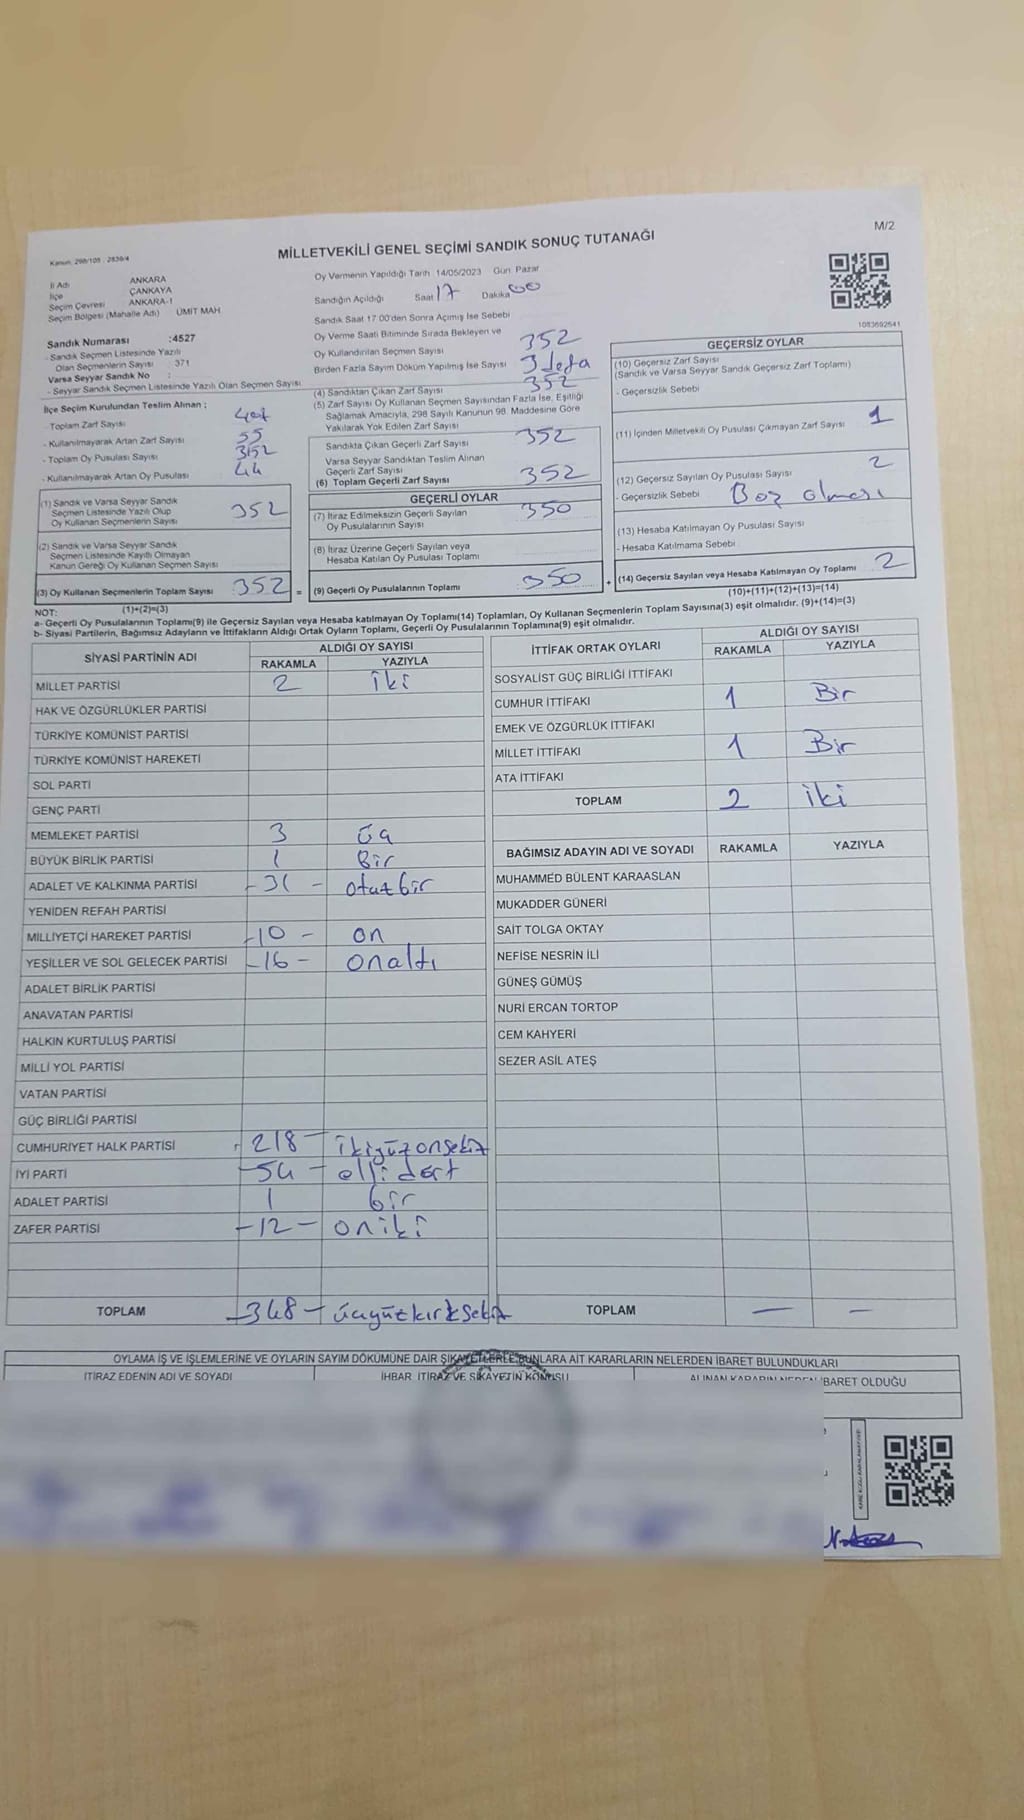 M/2
MİLLETVEKİLİ GENEL SEÇİMİ SANDIK SONUÇ TUTANAĞI
Kanun: 298/105 - 2839/4
İl Adı ANKARA
İlçe ÇANKAYA
Seçim Çevresi ANKARA-1
Seçim Bölgesi (Mahalle Adı) ÜMİT MAH.
Sandık Numarası :4527
- Sandık Seçmen Listesinde Yazılı
Olan Seçmenlerin Sayısı : 371
Varsa Seyyar Sandık No :
- Seyyar Sandık Seçmen Listesinde Yazılı Olan Seçmen Sayısı
İlçe Seçim Kurulundan Teslim Alınan ;
- Toplam Zarf Sayısı
- Kullanılmayarak Artan Zarf Sayısı 55
- Toplam Oy Pusulası Sayısı
- Kullanılmayarak Artan Oy Pusulası 44
Oy Vermenin Yapıldığı Tarih 14/05/2023 Gün Pazar
Sandığın Açıldığı Saat 17 Dakika 00
Sandık Saat 17:00'den Sonra Açımış İse Sebebi
Oy Verme Saati Bitiminde Sırada Bekleyen ve
Oy Kullandırılan Seçmen Sayısı 352
Birden Fazla Sayım Döküm Yapılmış İse Sayısı 3 defa
(4) Sandıktan Çıkan Zarf Sayısı 352
(5) Zarf Sayısı Oy Kullanan Seçmen Sayısından Fazla İse, Eşitliği
Sağlamak Amacıyla, 298 Sayılı Kanunun 98. Maddesine Göre
Yakılarak Yok Edilen Zarf Sayısı
Sandıkta Çıkan Geçerli Zarf Sayısı 352
Varsa Seyyar Sandıktan Teslim Alınan
Geçerli Zarf Sayısı
(6) Toplam Geçerli Zarf Sayısı 352
1083692641
GEÇERSİZ OYLAR
(10) Geçersiz Zarf Sayısı
(Sandık ve Varsa Seyyar Sandık Geçersiz Zarf Toplamı)
- Geçersizlik Sebebi
(11) İçinden Milletvekili Oy Pusulası Çıkmayan Zarf Sayısı 1
(12) Geçersiz Sayılan Oy Pusulası Sayısı 2
- Geçersizlik Sebebi Boz olması
(13) Hesaba Katılmayan Oy Pusulası Sayısı
- Hesaba Katılmama Sebebi
(14) Geçersiz Sayılan veya Hesaba Katılmayan Oy Toplamı 2
(10)+(11)+(12)+(13)=(14)
(1) Sandık ve Varsa Seyyar Sandık
Seçmen Listesinde Yazılı Olup
Oy Kullanan Seçmenlerin Sayısı 352
(2) Sandık ve Varsa Seyyar Sandık
Seçmen Listesinde Kayıtlı Olmayan
Kanun Gereği Oy Kullanan Seçmen Sayısı
(3) Oy Kullanan Seçmenlerin Toplam Sayısı 352 =
(1)+(2)=(3)
GEÇERLİ OYLAR
(7) İtiraz Edilmeksizin Geçerli Sayılan
Oy Pusulalarının Sayısı 350
(8) İtiraz Üzerine Geçerli Sayılan veya
Hesaba Katılan Oy Pusulası Toplamı
(9) Geçerli Oy Pusulalarının Toplamı 350 +
NOT:
a- Geçerli Oy Pusulalarının Toplamı(9) ile Geçersiz Sayılan veya Hesaba katılmayan Oy Toplamı(14) Toplamları, Oy Kullanan Seçmenlerin Toplam Sayısına(3) eşit olmalıdır. (9)+(14)=(3)
b- Siyasi Partilerin, Bağımsız Adayların ve İttifakların Aldığı Ortak Oyların Toplamı, Geçerli Oy Pusulalarının Toplamına(9) eşit olmalıdır.
SİYASİ PARTİNİN ADI ALDIĞI OY SAYISI
RAKAMLA YAZIYLA
MİLLET PARTİSİ 2 iki
HAK VE ÖZGÜRLÜKLER PARTİSİ
TÜRKİYE KOMÜNİST PARTİSİ
TÜRKİYE KOMÜNİST HAREKETİ
SOL PARTİ
GENÇ PARTİ
MEMLEKET PARTİSİ 3 üç
BÜYÜK BİRLİK PARTİSİ 1 Bir
ADALET VE KALKINMA PARTİSİ - 31 - otuzbir
YENİDEN REFAH PARTİSİ
MİLLİYETÇİ HAREKET PARTİSİ - 10 - on
YEŞİLLER VE SOL GELECEK PARTİSİ - 16 - onaltı
ADALET BİRLİK PARTİSİ
ANAVATAN PARTİSİ
HALKIN KURTULUŞ PARTİSİ
MİLLİ YOL PARTİSİ
VATAN PARTİSİ
GÜÇ BİRLİĞİ PARTİSİ
CUMHURİYET HALK PARTİSİ - 218 - ikiyüzonsekiz
İYİ PARTİ - 54 - elli dört
ADALET PARTİSİ 1 bir
ZAFER PARTİSİ - 12 - oniki
TOPLAM - 348 - üçyüzkırksekiz
İTTİFAK ORTAK OYLARI ALDIĞI OY SAYISI
RAKAMLA YAZIYLA
SOSYALİST GÜÇ BİRLİĞİ İTTİFAKI
CUMHUR İTTİFAKI 1 Bir
EMEK VE ÖZGÜRLÜK İTTİFAKI
MİLLET İTTİFAKI 1 Bir
ATA İTTİFAKI
TOPLAM 2 iki
BAĞIMSIZ ADAYIN ADI VE SOYADI RAKAMLA YAZIYLA
MUHAMMED BÜLENT KARAASLAN
MUKADDER GÜNERİ
SAİT TOLGA OKTAY
NEFİSE NESRİN İLİ
GÜNEŞ GÜMÜŞ
NURİ ERCAN TORTOP
CEM KAHYERİ
SEZER ASİL ATEŞ
TOPLAM — —
OYLAMA İŞ VE İŞLEMLERİNE VE OYLARIN SAYIM DÖKÜMÜNE DAİR ŞİKAYETLERLE BUNLARA AİT KARARLARIN NELERDEN İBARET BULUNDUKLARI
İTİRAZ EDENİN ADI VE SOYADI İHBAR, İTİRAZ VE ŞİKAYETİN KONUSU ALINAN KARARIN NEDEN İBARET OLDUĞU